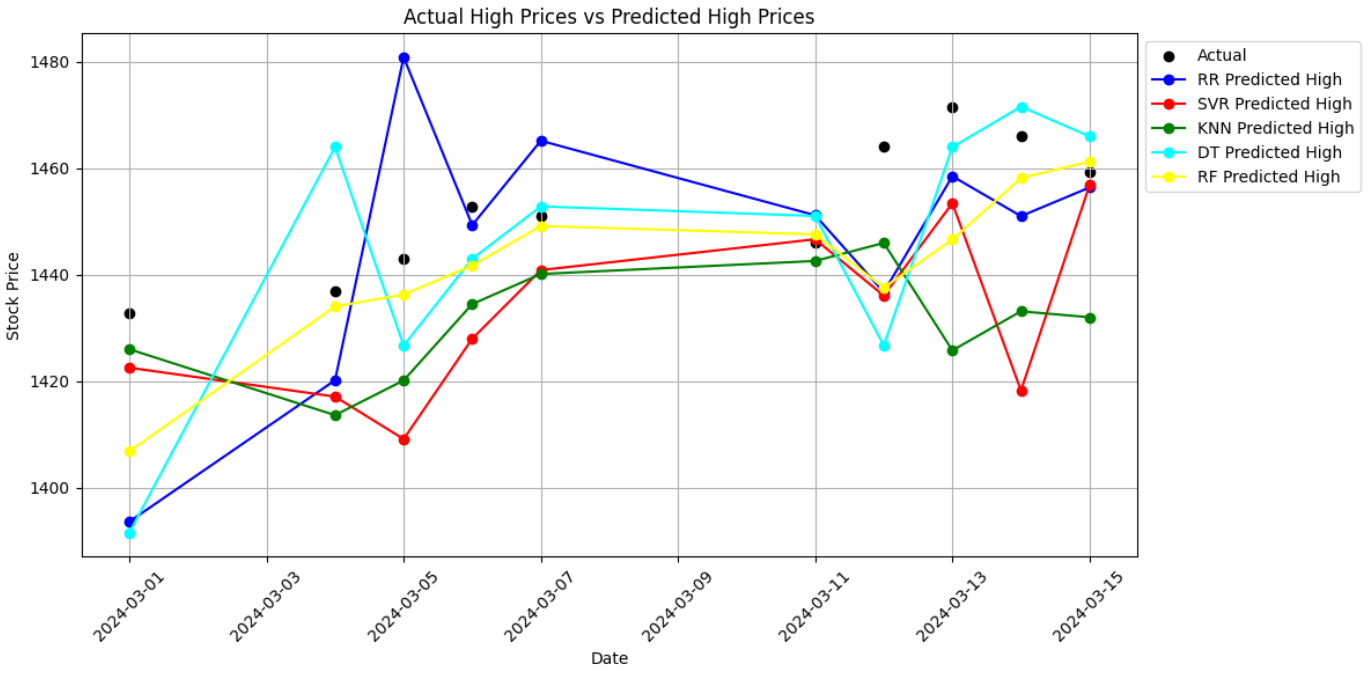 Actual High Prices vs Predicted High Prices
Stock Price
1480
1460
1440
1420
1400
2024-03-01
2024-03-03
2024-03-05
2024-03-07
2024-03-09
2024-03-11
2024-03-13
2024-03-15
Date
Actual
RR Predicted High
SVR Predicted High
KNN Predicted High
DT Predicted High
RF Predicted High